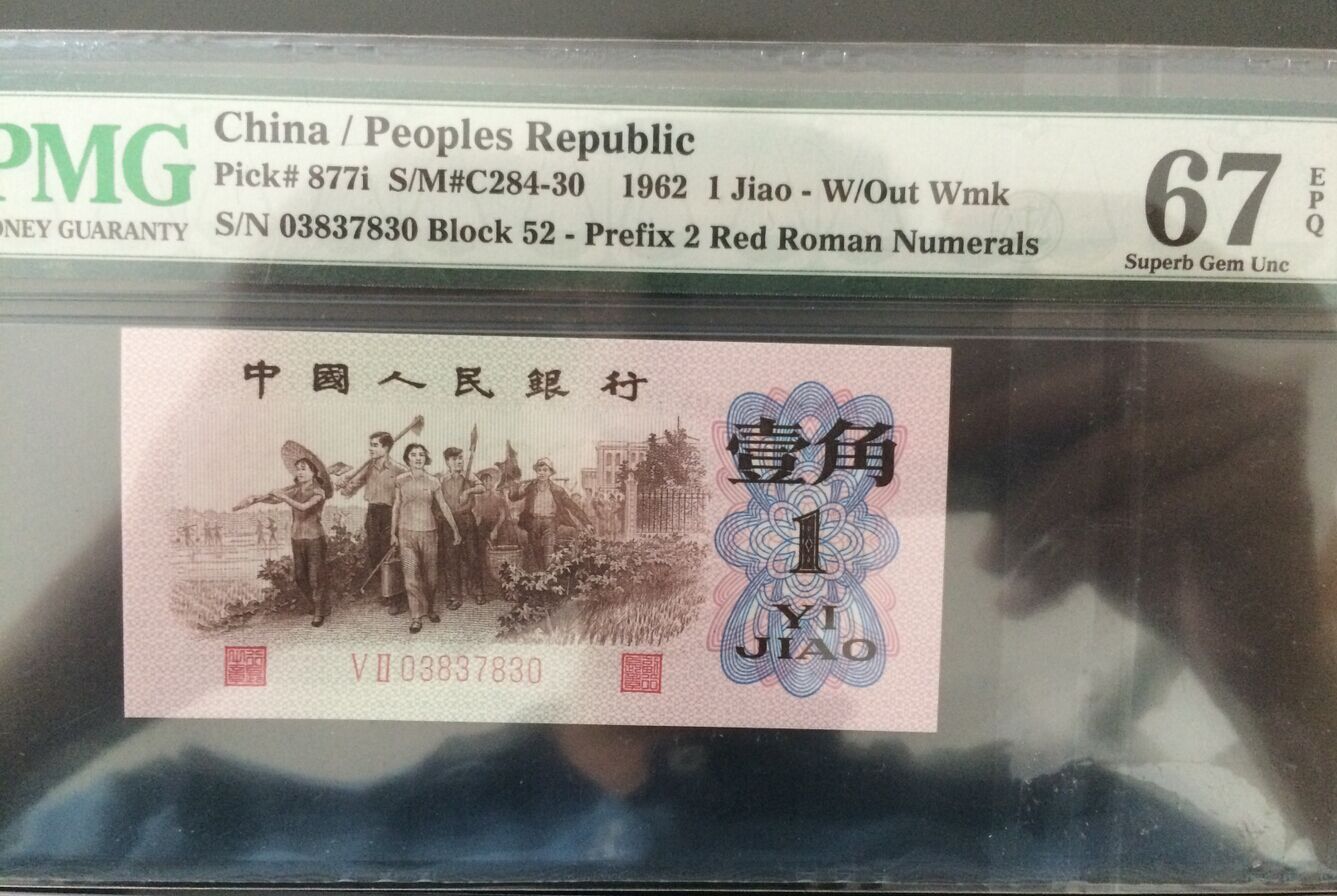 PMG
ONEY GUARANTY
China / Peoples Republic
Pick# 877i S/M#C284-30 1962 1 Jiao - W/Out Wmk
S/N 03837830 Block 52 - Prefix 2 Red Roman Numerals
67
EPQ
Superb Gem Unc
中國人民銀行
壹角
1
YI
JIAO
V II 03837830